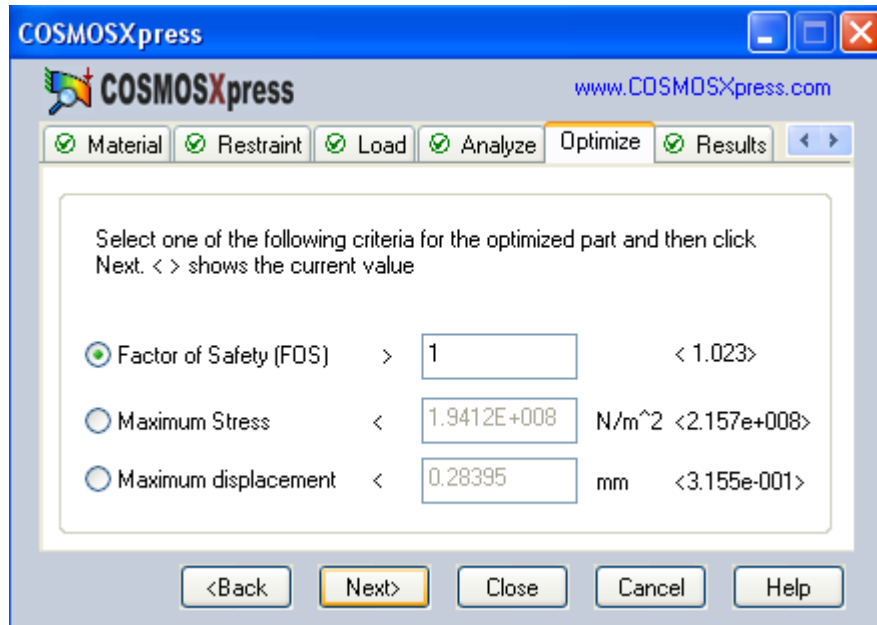 COSMOSXpress
COSMOSXpress www.COSMOSXpress.com
Material Restraint Load Analyze Optimize Results
Select one of the following criteria for the optimized part and then click
Next. < > shows the current value
Factor of Safety (FOS) > 1 < 1.023>
Maximum Stress < 1.9412E+008 N/m^2 <2.157e+008>
Maximum displacement < 0.28395 mm <3.155e-001>
<Back Next> Close Cancel Help